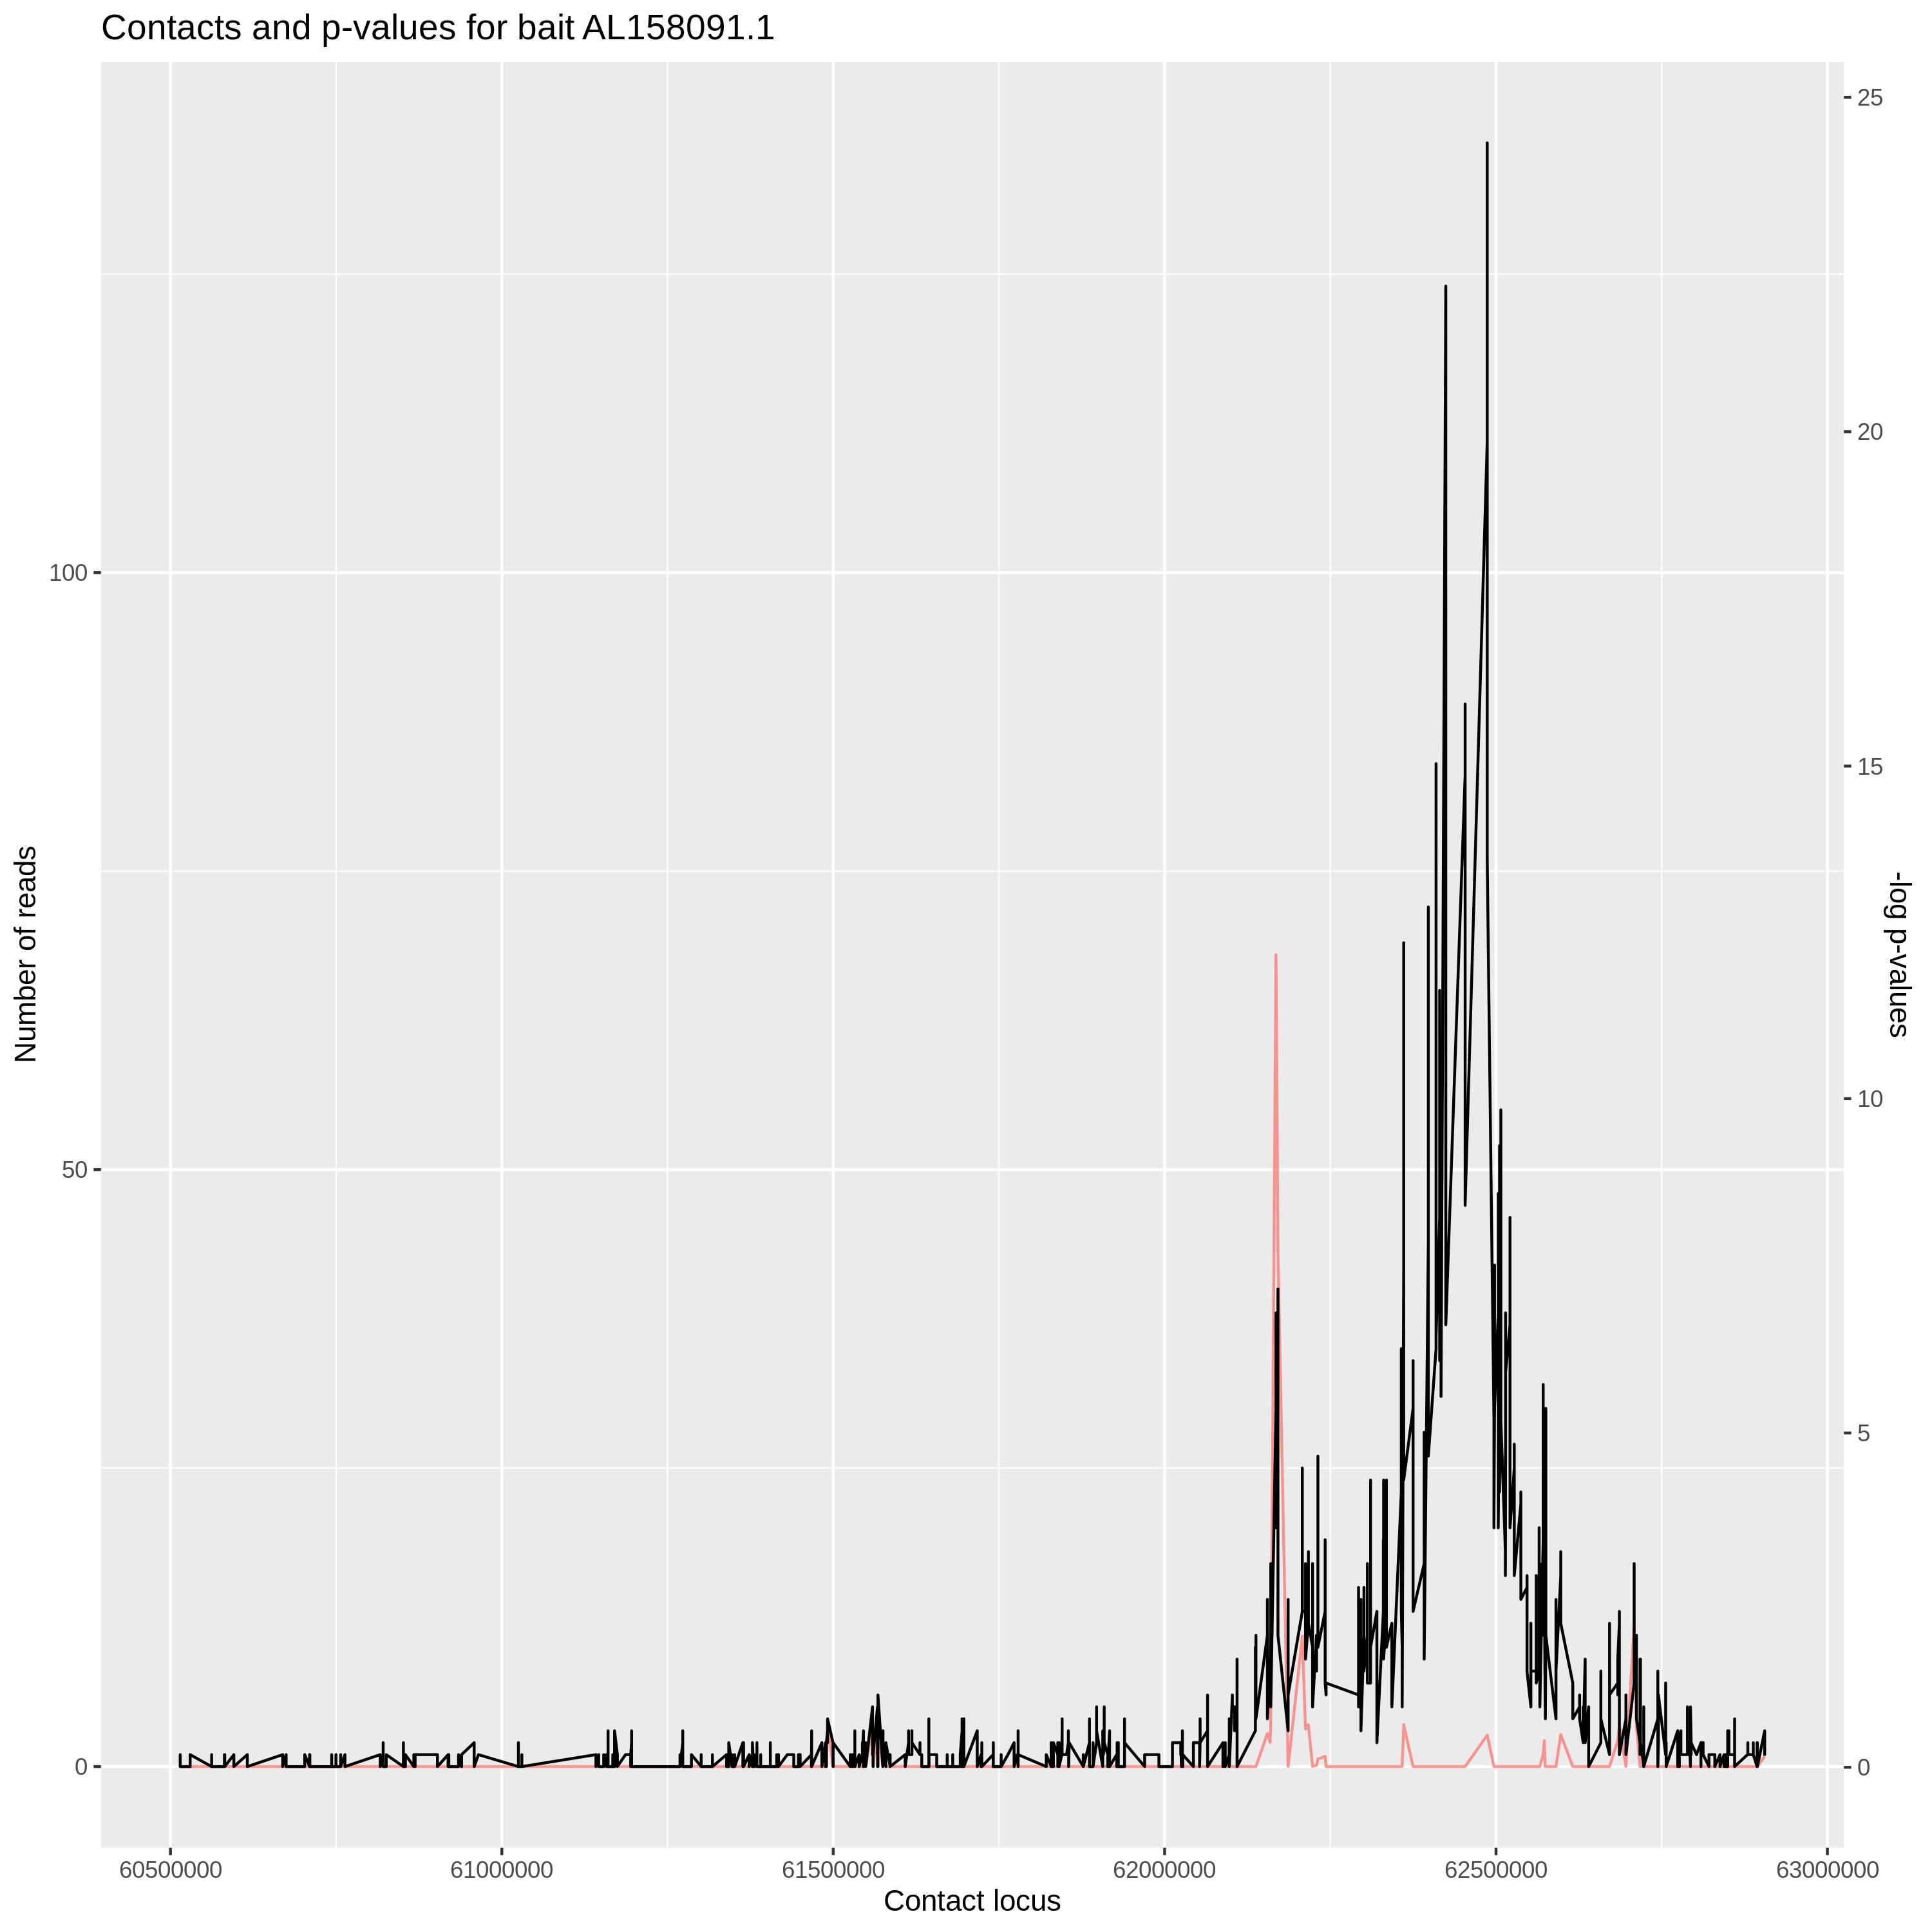 Contacts and p-values for bait AL158091.1
25
20
100
15
Number of reads
-log p-values
10
50
5
0
0
60500000 61000000 61500000 62000000 62500000 63000000
Contact locus